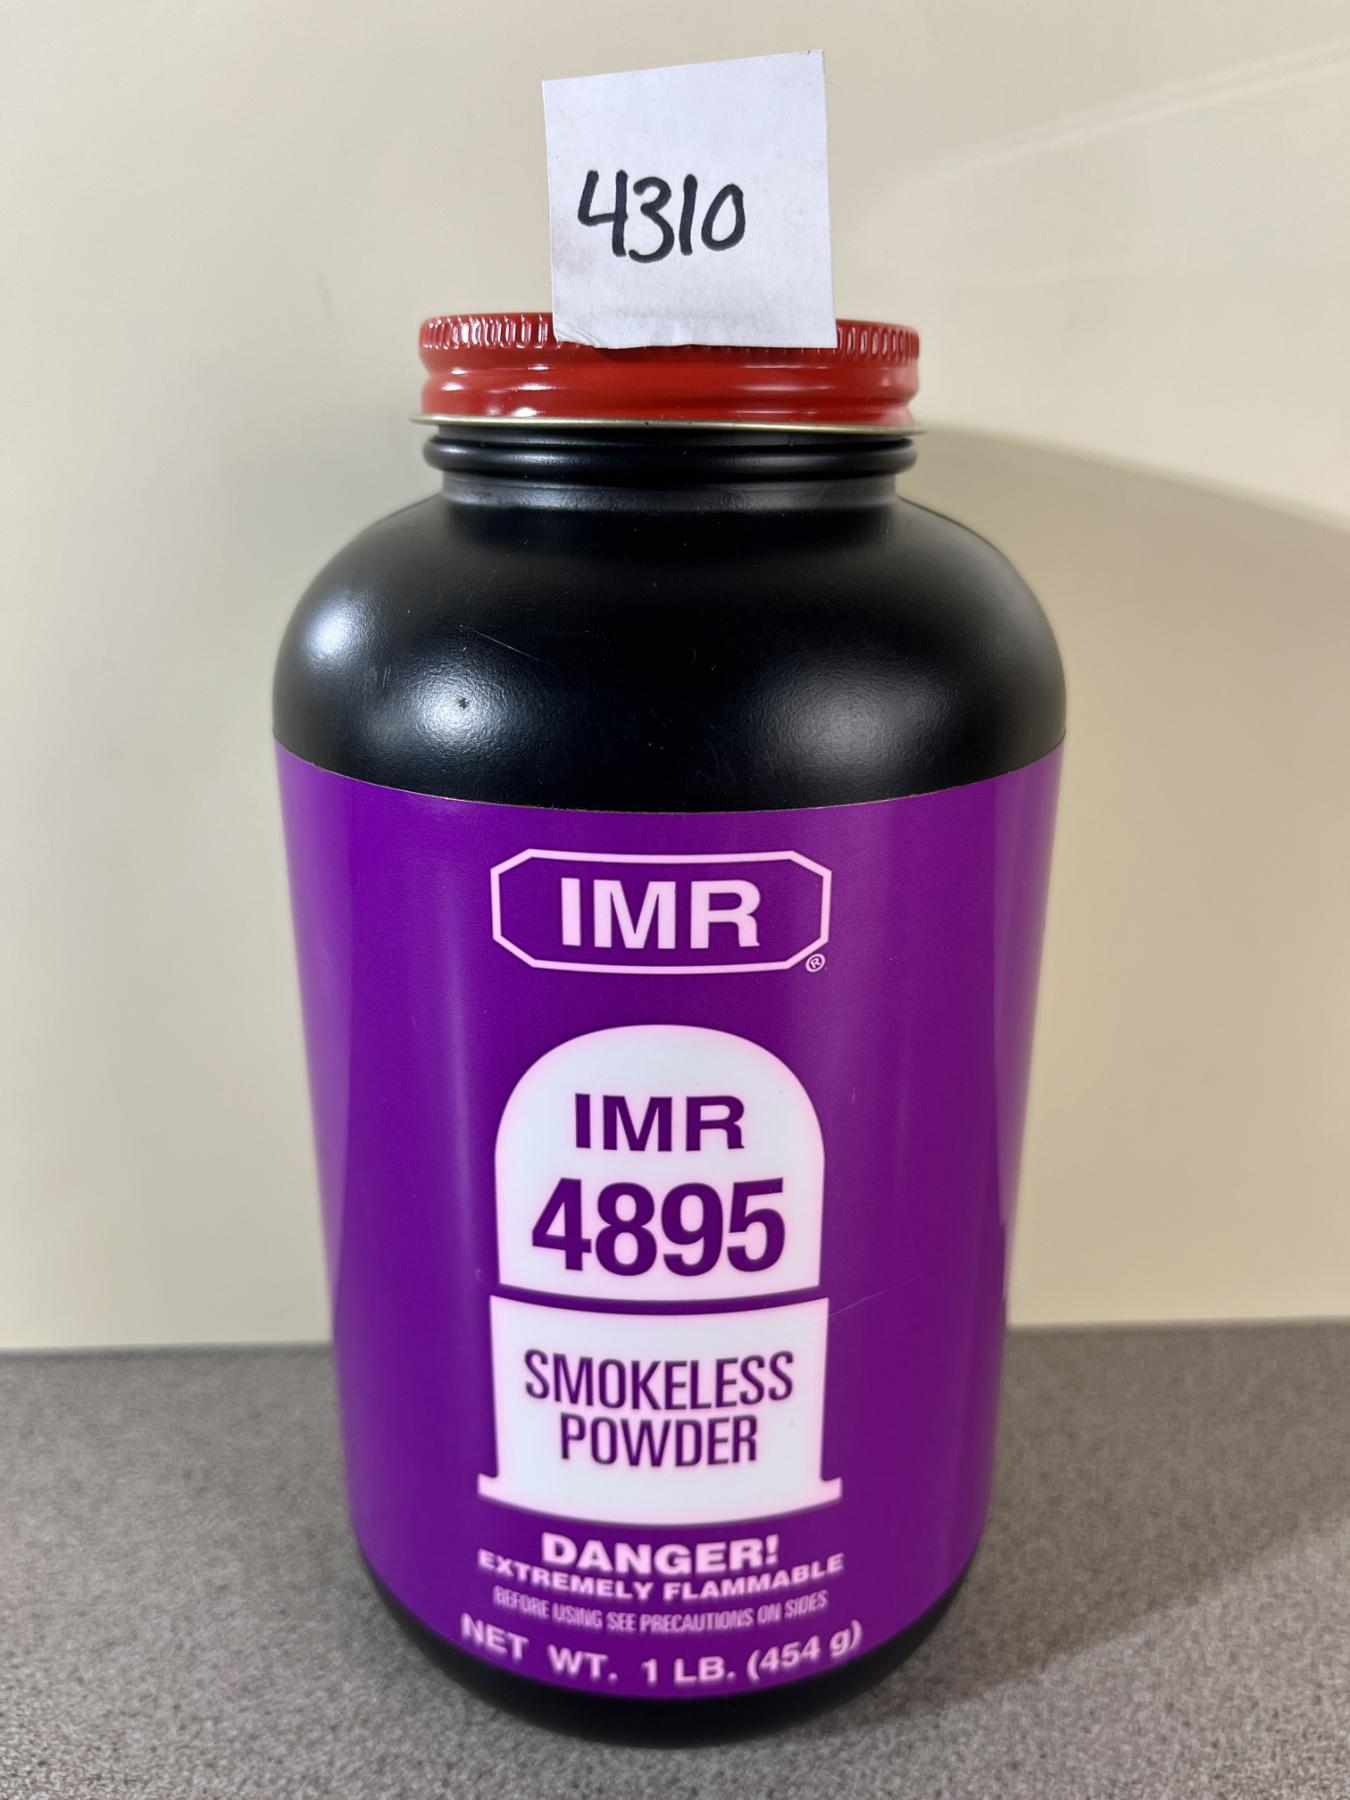 4310
IMR®
IMR
4895
SMOKELESS
POWDER
DANGER!
EXTREMELY FLAMMABLE
BEFORE USING SEE PRECAUTIONS ON SIDES
NET WT. 1 LB. (454 g)